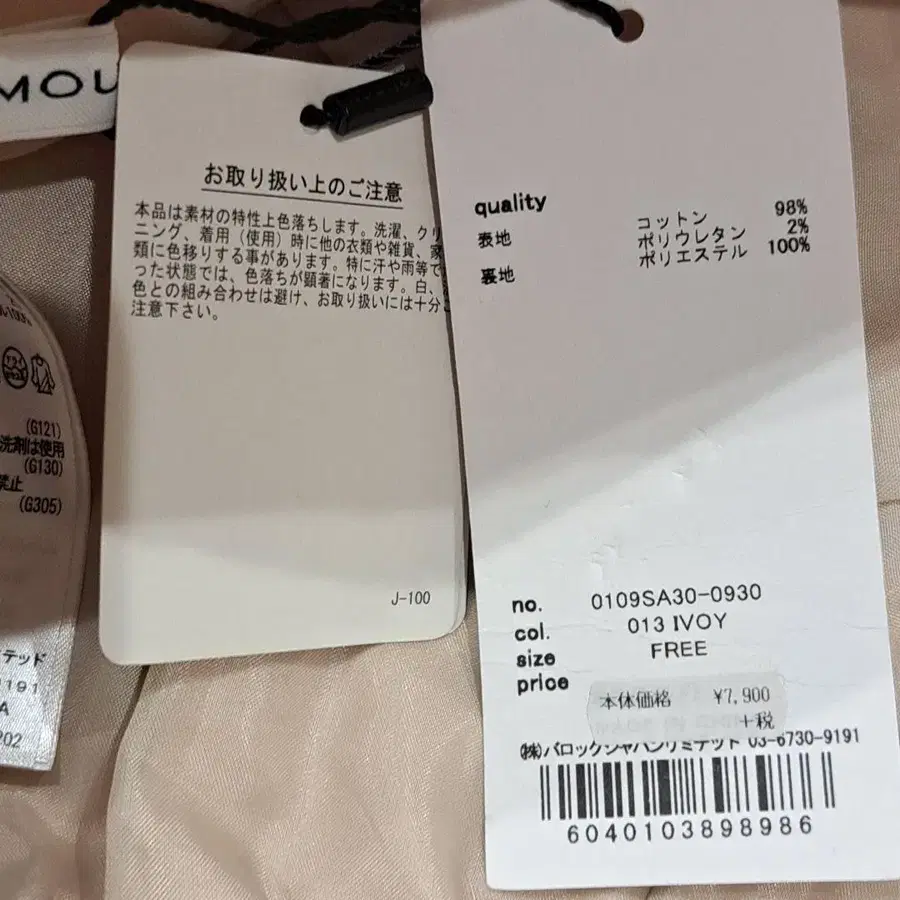 MOU
お取り扱い上のご注意
本品は素材の特性上色落ちします。洗濯、クリ
ニング、着用（使用）時に他の衣類や雑貨、家
類に色移りする事があります。特に汗や雨等で
った状態では、色落ちが顕著になります。白、
色との組み合わせは避け、お取り扱いには十分
注意下さい。
J-100
quality
表地 コットン 98%
ポリウレタン 2%
裏地 ポリエステル 100%
no. 0109SA30-0930
col. 013 IVOY
size FREE
price 本体価格 ¥7,900
+税
㈱バロックジャパンリミテッド 03-6730-9191
6040103898986
(G121)
洗剤は使用
(G130)
禁止
(G305)
テッド
9191
A
202